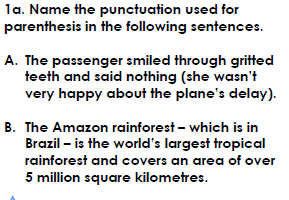 1a. Name the punctuation used for
parenthesis in the following sentences.
A. The passenger smiled through gritted
teeth and said nothing (she wasn't
very happy about the plane's delay).
B. The Amazon rainforest – which is in
Brazil – is the world's largest tropical
rainforest and covers an area of over
5 million square kilometres.